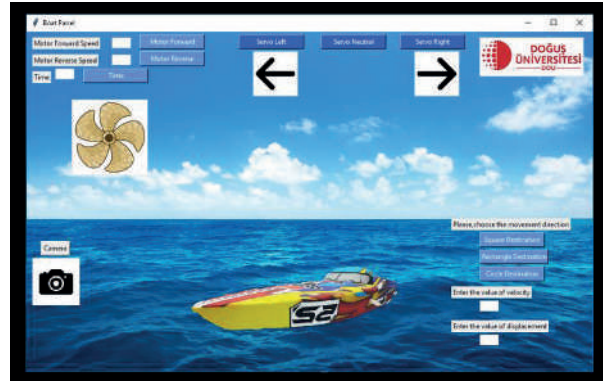 Boat Panel
Motor Forward Speed
Motor Forward
Servo Left
Servo Neutral
Servo Right
Motor Reverse Speed
Motor Reverse
Time
Time
DOĞUŞ
ÜNİVERSİTESİ
DOU
Please,choose the movement direction
Square Destination
Rectangle Destination
Circle Destination
Camera
Enter the value of velocity
Enter the value of displacement
52